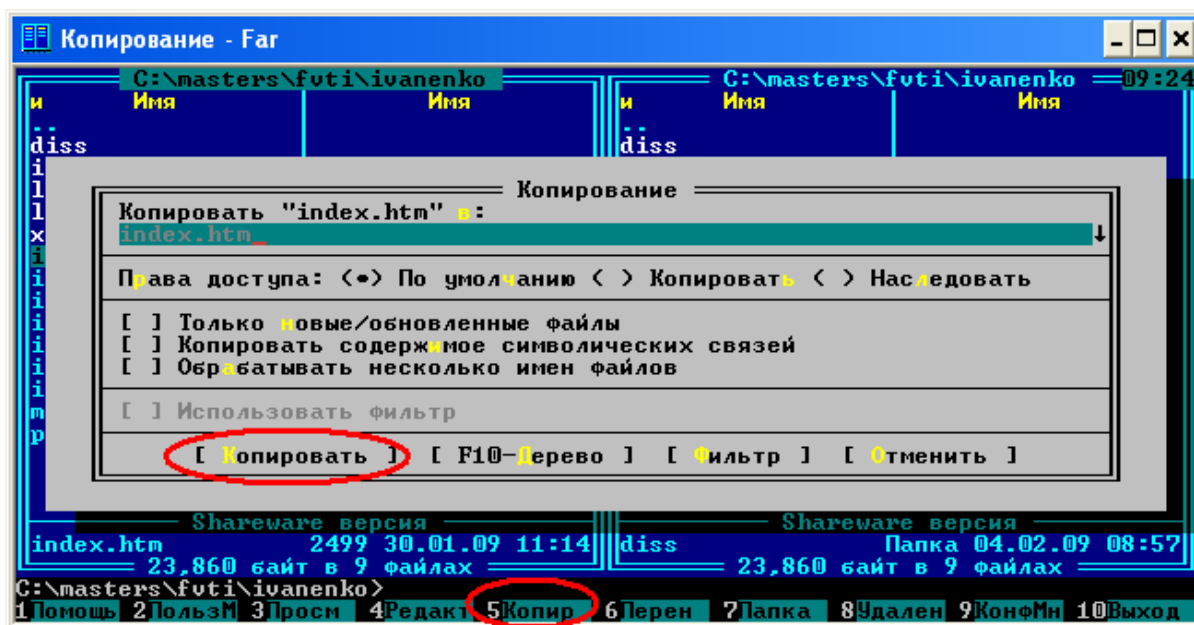 Копирование - Far
C:\masters\fvti\ivanenko C:\masters\fvti\ivanenko 09:24
и Имя Имя и Имя Имя
.. ..
diss diss
i
l Копирование
l Копировать "index.htm" в:
x index.htm ↓
i
i Права доступа: (•) По умолчанию ( ) Копировать ( ) Наследовать
i
i [ ] Только новые/обновленные файлы
i [ ] Копировать содержимое символических связей
i [ ] Обрабатывать несколько имен файлов
i
m [ ] Использовать фильтр
p
[ Копировать ] [ F10-Дерево ] [ Фильтр ] [ Отменить ]
Shareware версия Shareware версия
index.htm 2499 30.01.09 11:14 diss Папка 04.02.09 08:57
23,860 байт в 9 файлах 23,860 байт в 9 файлах
C:\masters\fvti\ivanenko>
1Помощь 2ПользМ 3Просм 4Редакт 5Копир 6Перен 7Папка 8Удален 9КонфМн 10Выход